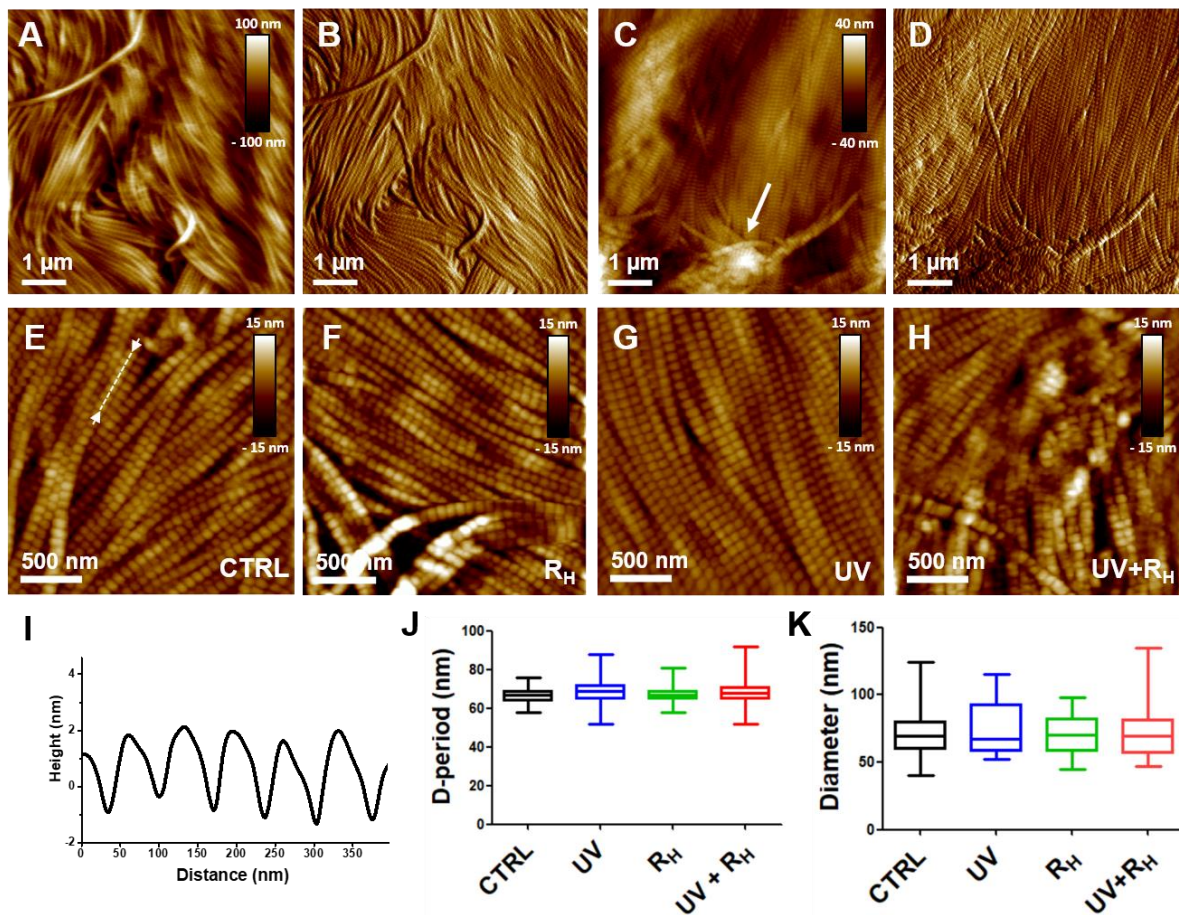 A
100 nm
- 100 nm
1 µm
B
1 µm
C
40 nm
- 40 nm
1 µm
D
1 µm
E
15 nm
- 15 nm
500 nm
CTRL
F
15 nm
- 15 nm
500 nm
RH
G
15 nm
- 15 nm
500 nm
UV
H
15 nm
- 15 nm
500 nm
UV+RH
I
Height (nm)
4
2
0
-2
0
50
100
150
200
250
300
350
Distance (nm)
J
D-period (nm)
100
80
60
40
20
0
CTRL
UV
RH
UV + RH
K
Diameter (nm)
150
100
50
0
CTRL
UV
RH
UV+RH